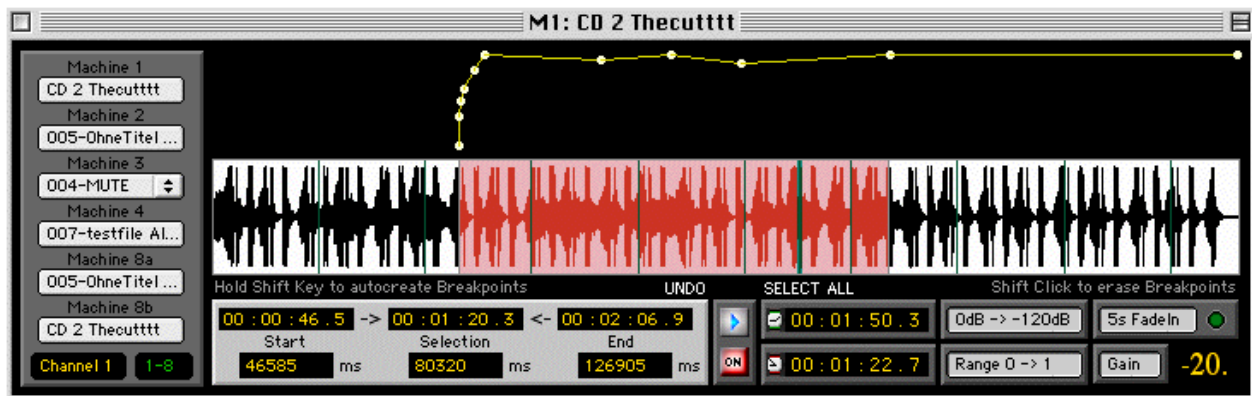 M1: CD 2 Thecutttt
Machine 1
CD 2 Thecutttt
Machine 2
005-OhneTitel ...
Machine 3
004-MUTE
Machine 4
007-testfile Al...
Machine 8a
005-OhneTitel ...
Machine 8b
CD 2 Thecutttt
Channel 1 1-8
Hold Shift Key to autocreate Breakpoints UNDO SELECT ALL Shift Click to erase Breakpoints
00 : 00 : 46 . 5 -> 00 : 01 : 20 . 3 <- 00 : 02 : 06 . 9
Start Selection End
46585 ms 80320 ms 126905 ms
ON
00 : 01 : 50 . 3
00 : 01 : 22 . 7
0dB -> -120dB
5s FadeIn
Range 0 -> 1
Gain -20.